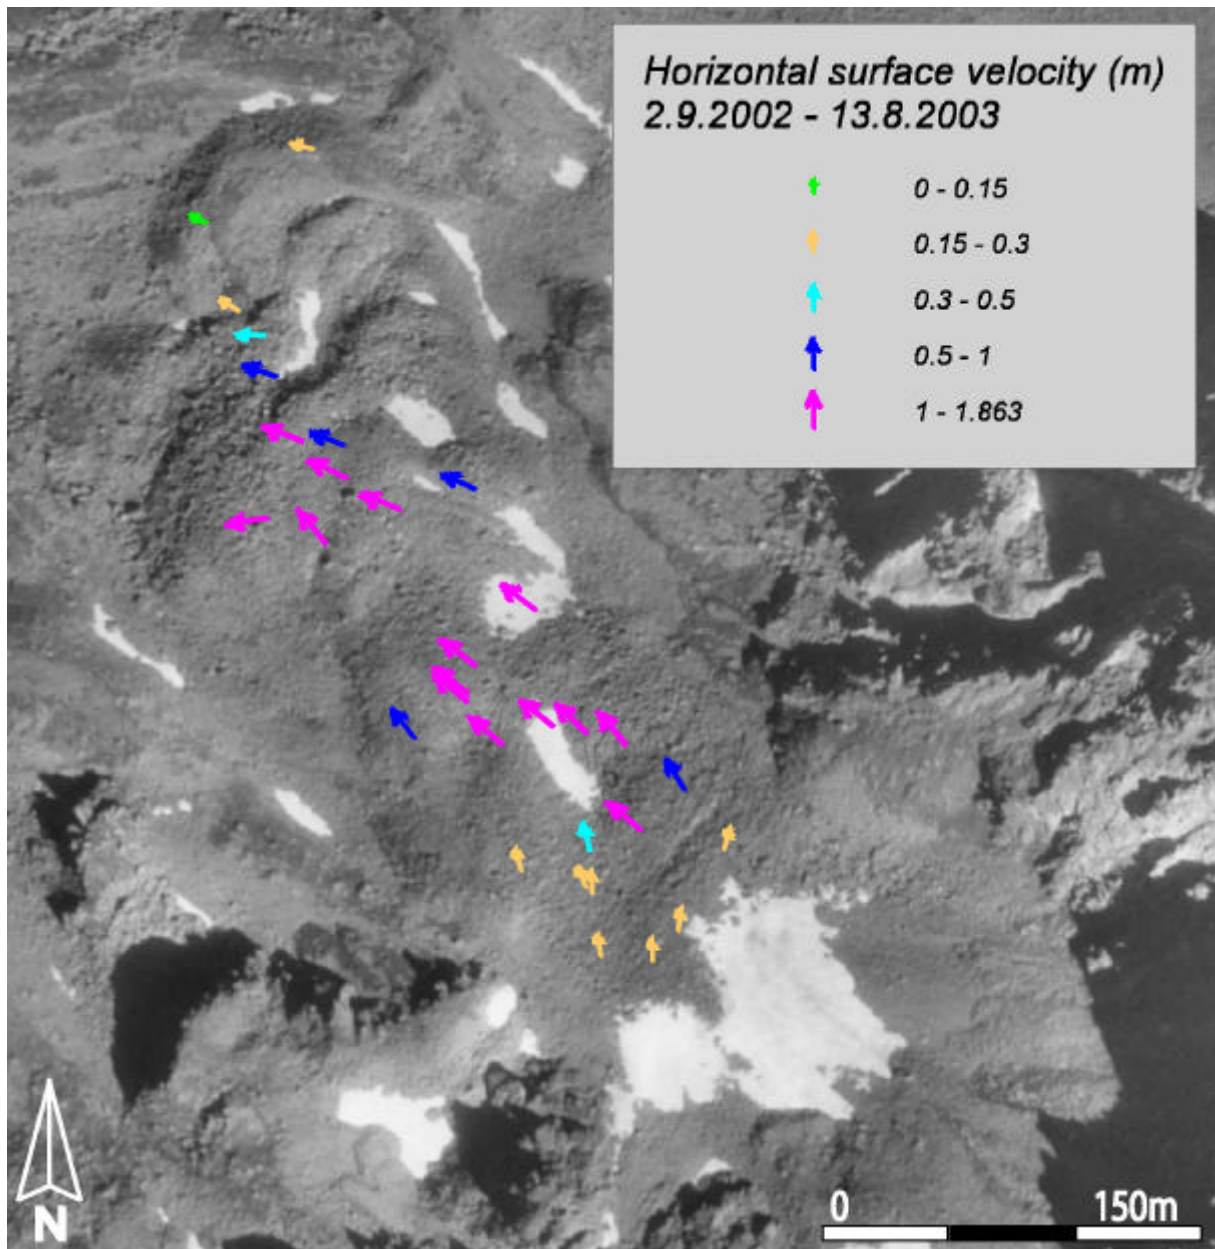 Horizontal surface velocity (m)
2.9.2002 - 13.8.2003
0 - 0.15
0.15 - 0.3
0.3 - 0.5
0.5 - 1
1 - 1.863
N
0 150m